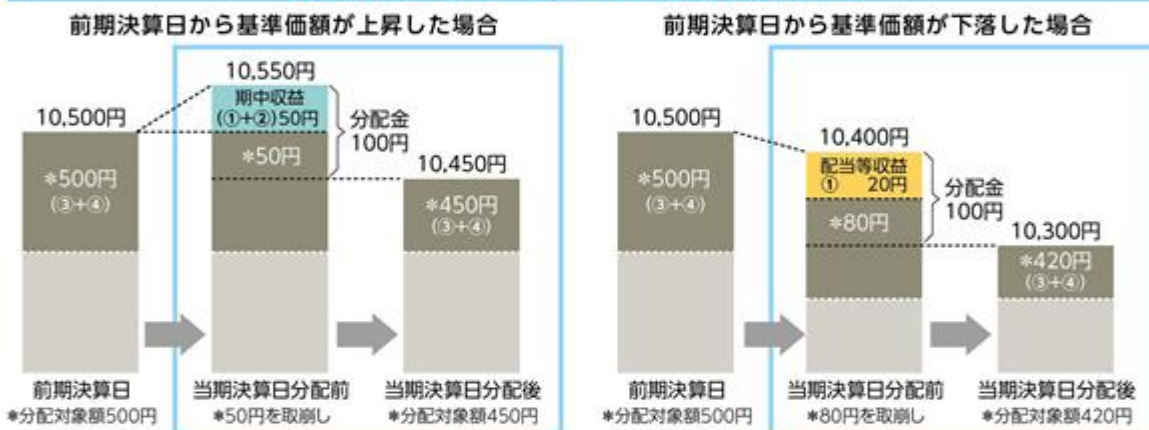 前期決算日から基準価額が上昇した場合
10,550円
期中収益
(①+②)50円
10,500円
分配金
100円
*50円
10,450円
*500円
(③+④)
*450円
(③+④)
前期決算日
当期決算日分配前
当期決算日分配後
*分配対象額500円
*50円を取崩し
*分配対象額450円
前期決算日から基準価額が下落した場合
10,500円
10,400円
配当等収益
① 20円
*500円
(③+④)
分配金
100円
*80円
10,300円
*420円
(③+④)
前期決算日
当期決算日分配前
当期決算日分配後
*分配対象額500円
*80円を取崩し
*分配対象額420円